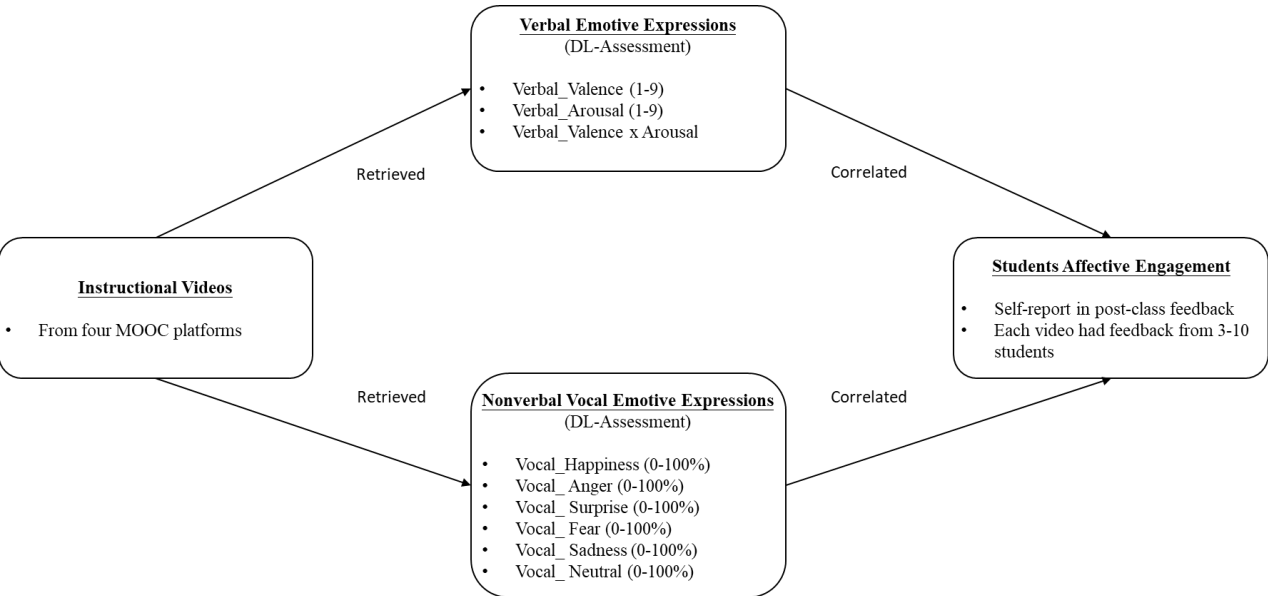 Verbal Emotive Expressions
(DL-Assessment)
• Verbal_Valence (1-9)
• Verbal_Arousal (1-9)
• Verbal_Valence x Arousal
Retrieved
Correlated
Instructional Videos
• From four MOOC platforms
Students Affective Engagement
• Self-report in post-class feedback
• Each video had feedback from 3-10
students
Retrieved
Correlated
Nonverbal Vocal Emotive Expressions
(DL-Assessment)
• Vocal_Happiness (0-100%)
• Vocal_ Anger (0-100%)
• Vocal_ Surprise (0-100%)
• Vocal_ Fear (0-100%)
• Vocal_ Sadness (0-100%)
• Vocal_ Neutral (0-100%)